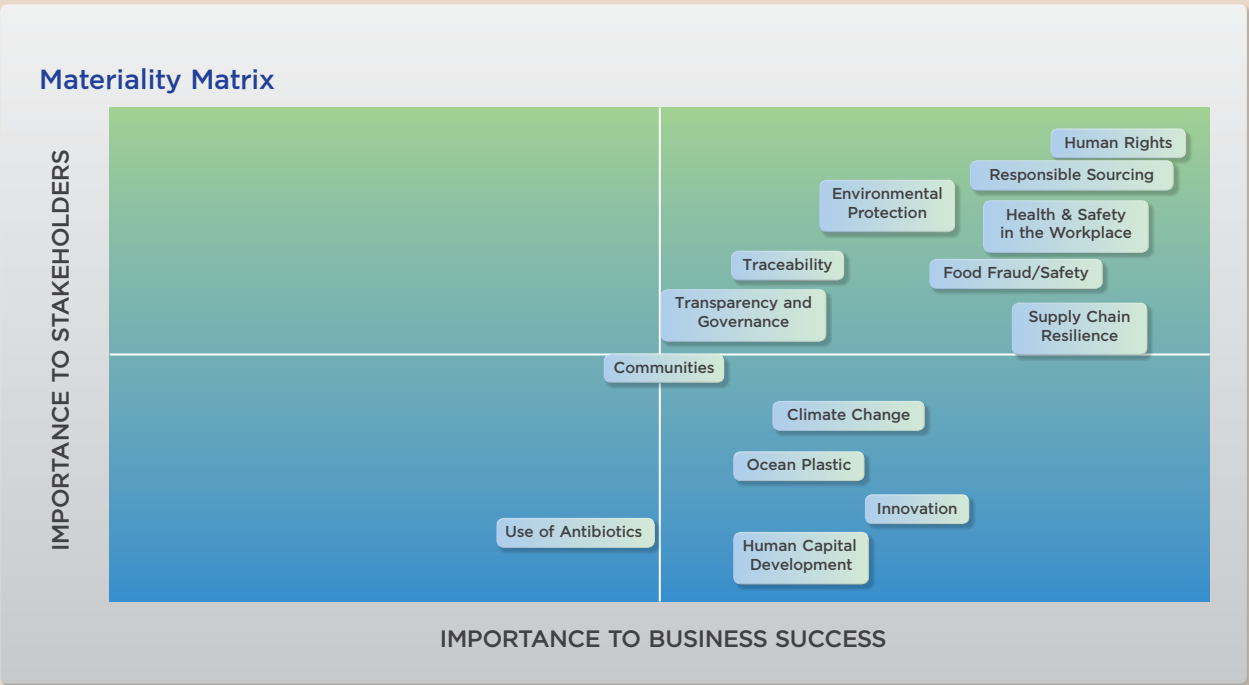 Materiality Matrix
IMPORTANCE TO STAKEHOLDERS
Human Rights
Responsible Sourcing
Environmental
Protection
Health & Safety
in the Workplace
Traceability
Food Fraud/Safety
Transparency and
Governance
Supply Chain
Resilience
Communities
Climate Change
Ocean Plastic
Innovation
Use of Antibiotics
Human Capital
Development
IMPORTANCE TO BUSINESS SUCCESS